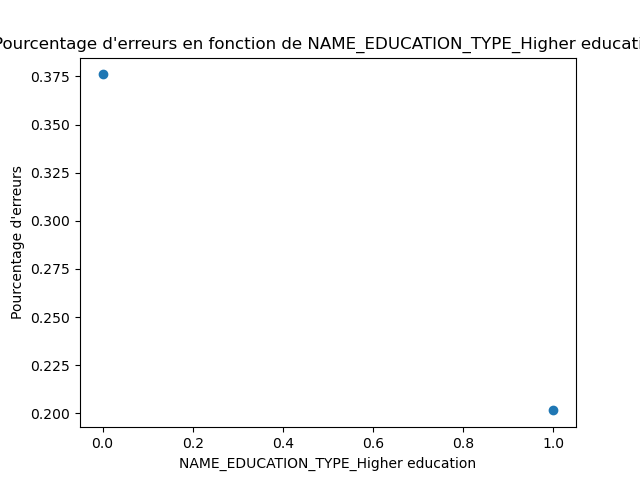 Pourcentage d'erreurs en fonction de NAME_EDUCATION_TYPE_Higher educati
0.375
0.350
0.325
0.300
0.275
0.250
0.225
0.200
Pourcentage d'erreurs
0.0 0.2 0.4 0.6 0.8 1.0
NAME_EDUCATION_TYPE_Higher education